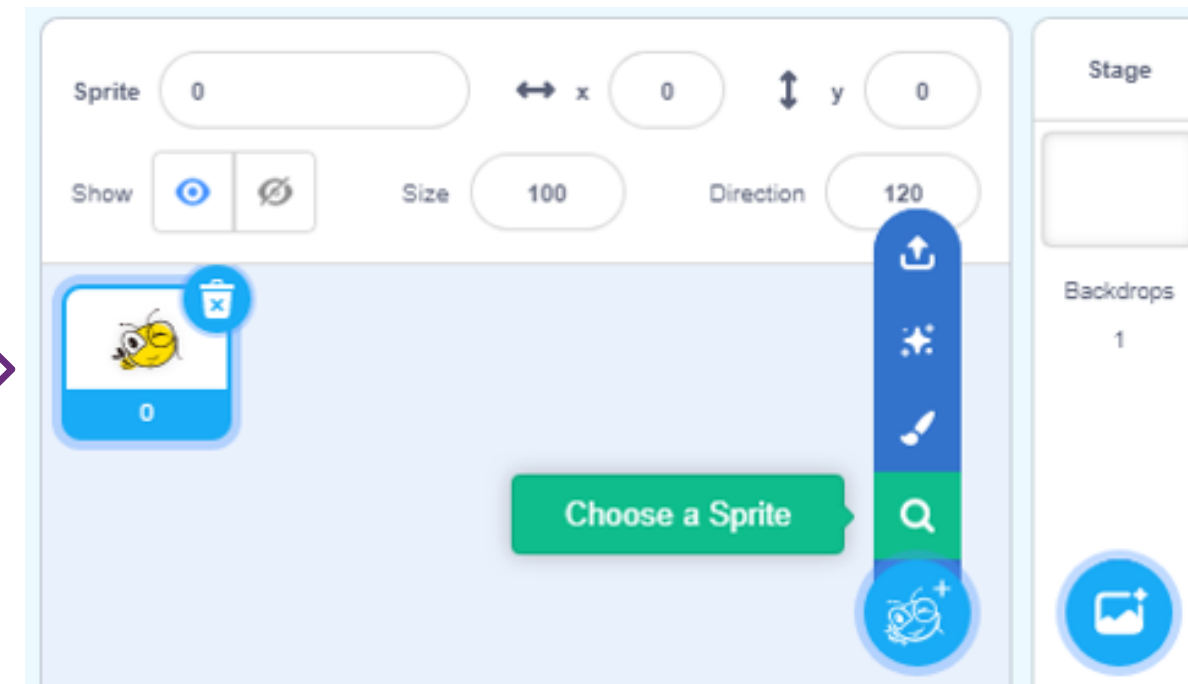 Sprite 0 x 0 y 0
Stage
Show Size 100 Direction 120
Backdrops
1
0
Choose a Sprite